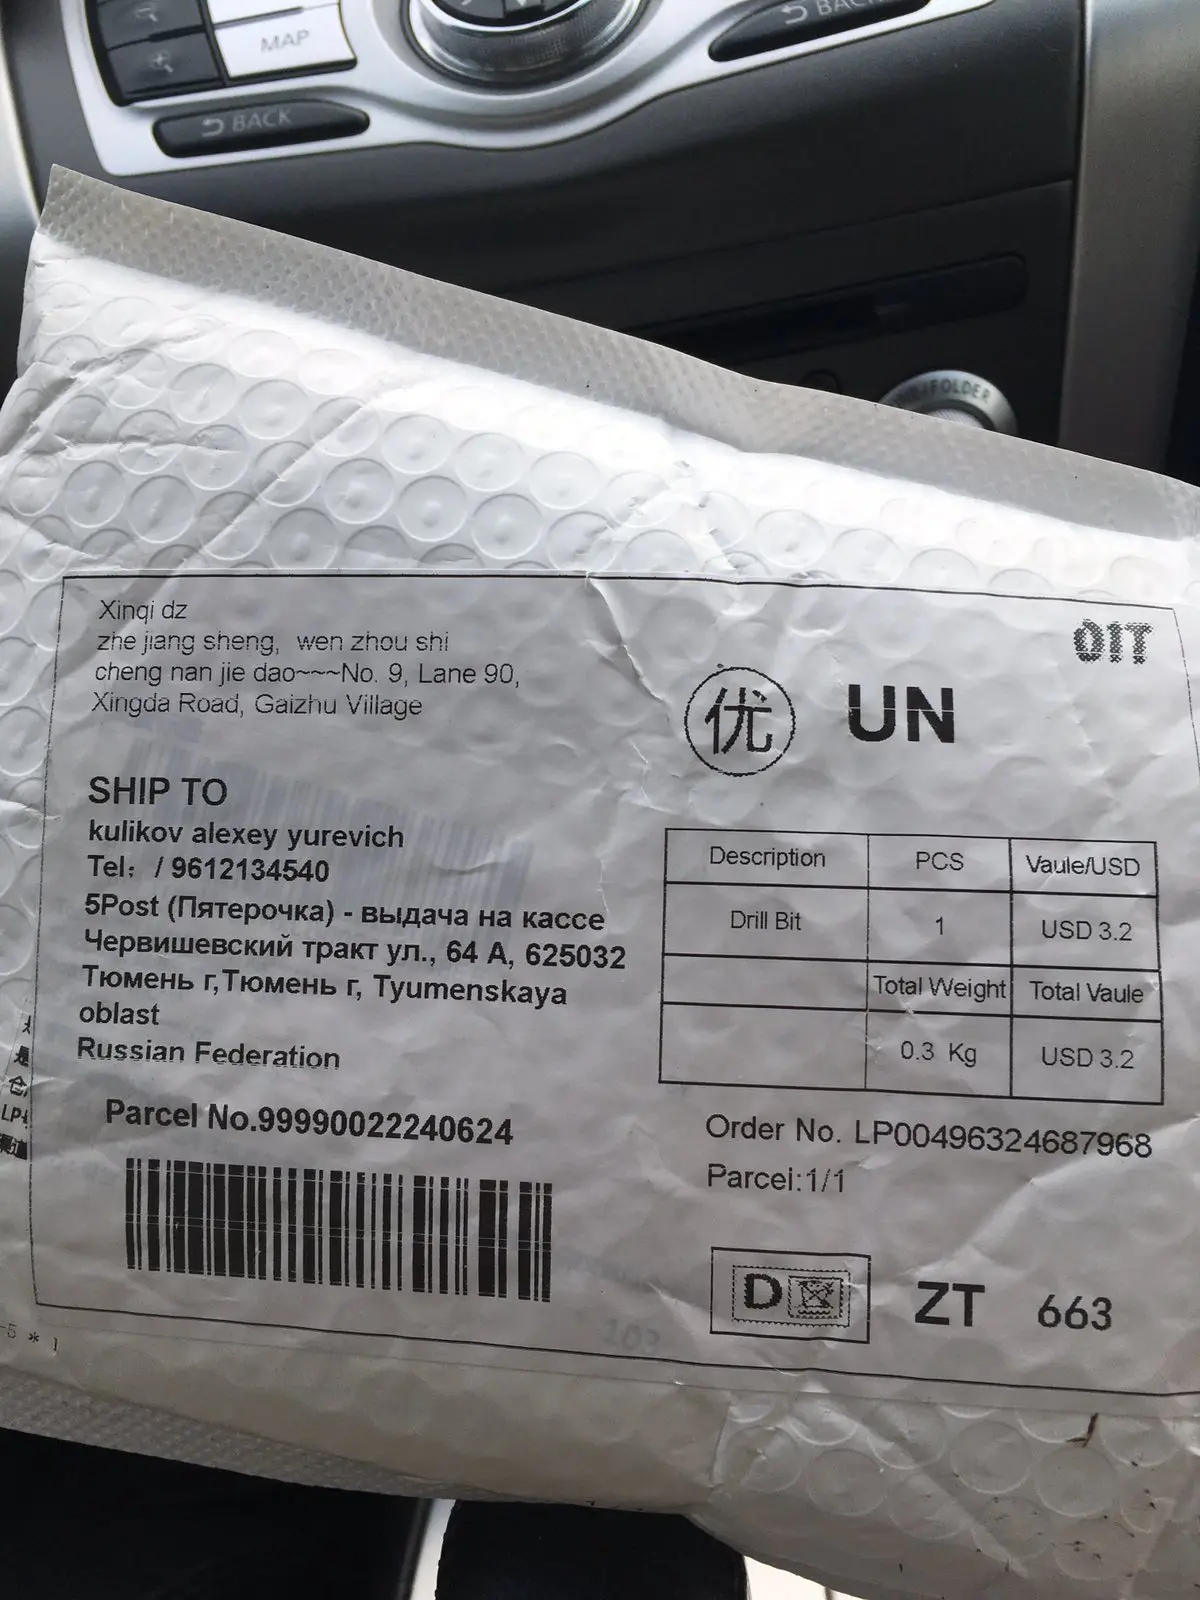 MAP
BACK
BACK
FOLDER
Xinqi dz
zhe jiang sheng, wen zhou shi
cheng nan jie dao~~~No. 9, Lane 90,
Xingda Road, Gaizhu Village
OIT
优 UN
SHIP TO
kulikov alexey yurevich
Tel: / 9612134540
5Post (Пятерочка) - выдача на кассе
Червишевский тракт ул., 64 А, 625032
Тюмень г,Тюмень г, Tyumenskaya
oblast
Russian Federation
Description PCS Vaule/USD
Drill Bit 1 USD 3.2
Total Weight Total Vaule
0.3 Kg USD 3.2
Parcel No.99990022240624
Order No. LP00496324687968
Parcel:1/1
D
ZT 663